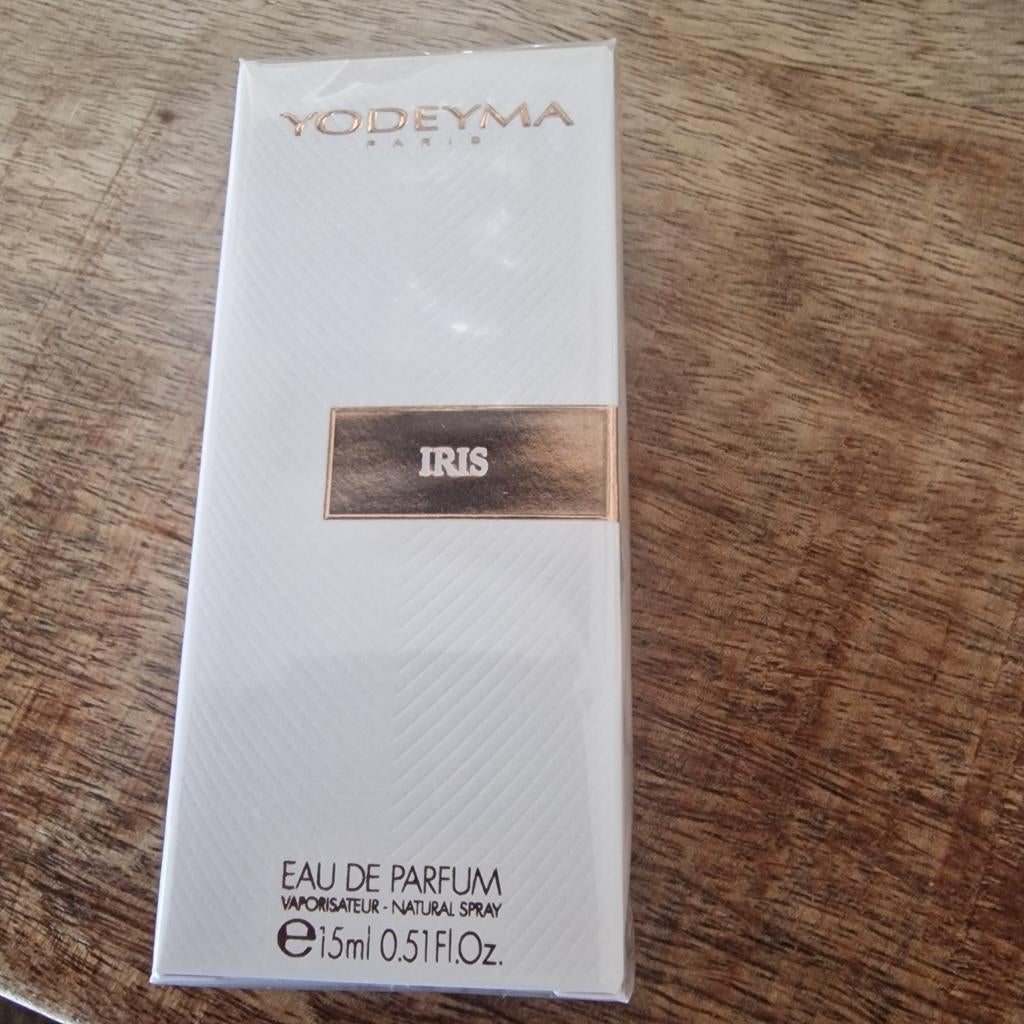 YODEYMA
PARIS
IRIS
EAU DE PARFUM
VAPORISATEUR - NATURAL SPRAY
e 15ml 0.51Fl.Oz.